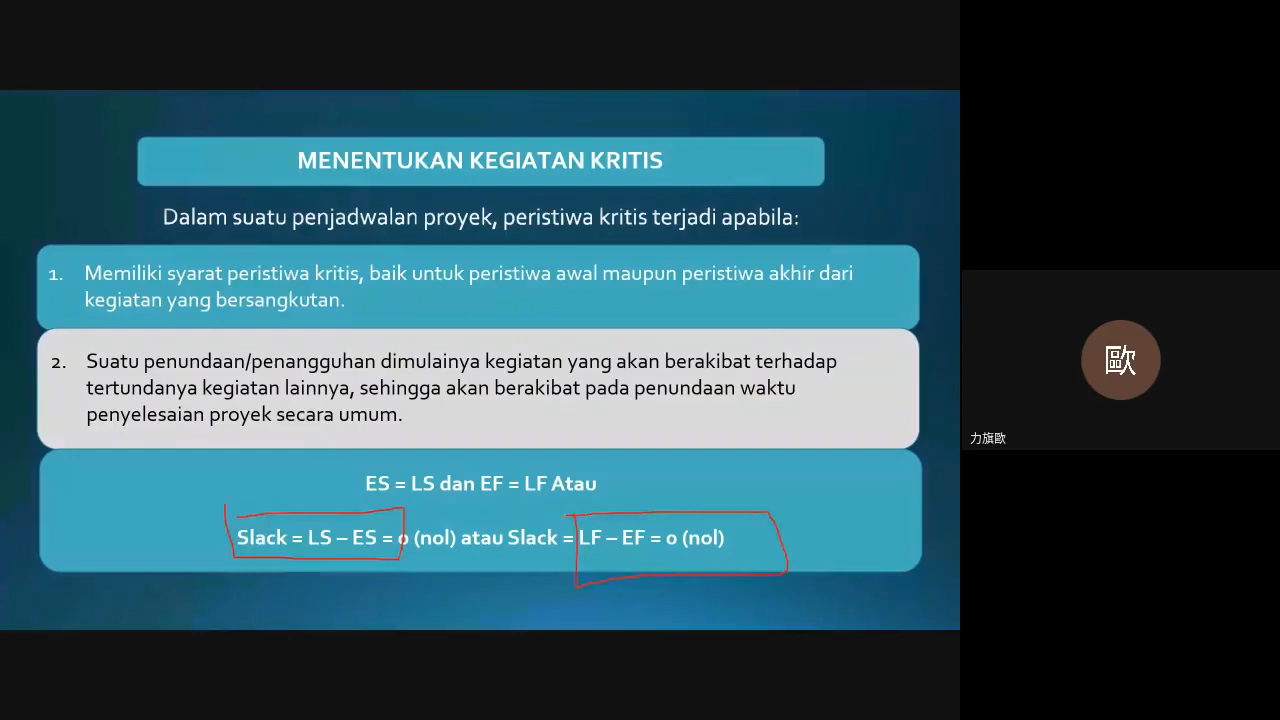 MENENTUKAN KEGIATAN KRITIS
Dalam suatu penjadwalan proyek, peristiwa kritis terjadi apabila:
1. Memiliki syarat peristiwa kritis, baik untuk peristiwa awal maupun peristiwa akhir dari
kegiatan yang bersangkutan.
2. Suatu penundaan/penangguhan dimulainya kegiatan yang akan berakibat terhadap
tertundanya kegiatan lainnya, sehingga akan berakibat pada penundaan waktu
penyelesaian proyek secara umum.
ES = LS dan EF = LF Atau
Slack = LS – ES = 0 (nol) atau Slack = LF – EF = 0 (nol)
歐
力旗歐